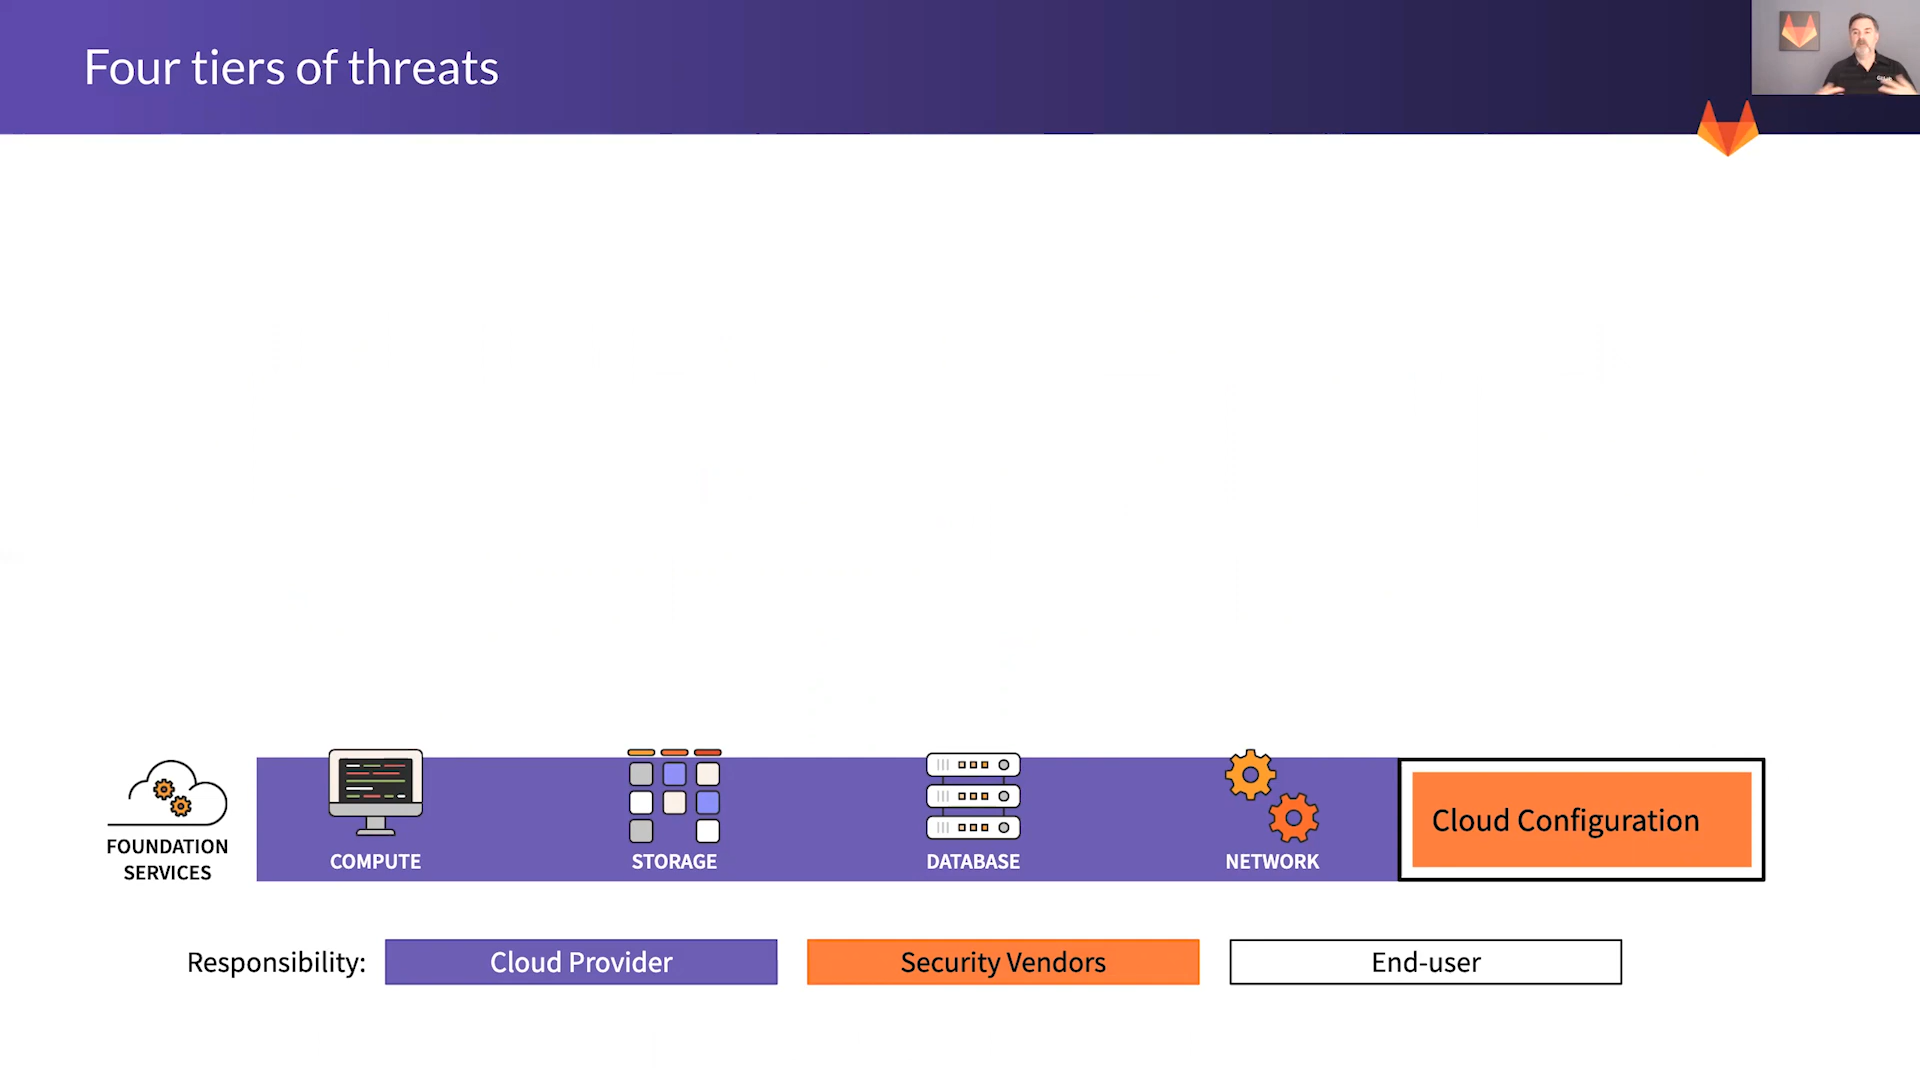 Four tiers of threats
FOUNDATION
SERVICES
COMPUTE
STORAGE
DATABASE
NETWORK
Cloud Configuration
Responsibility:
Cloud Provider
Security Vendors
End-user